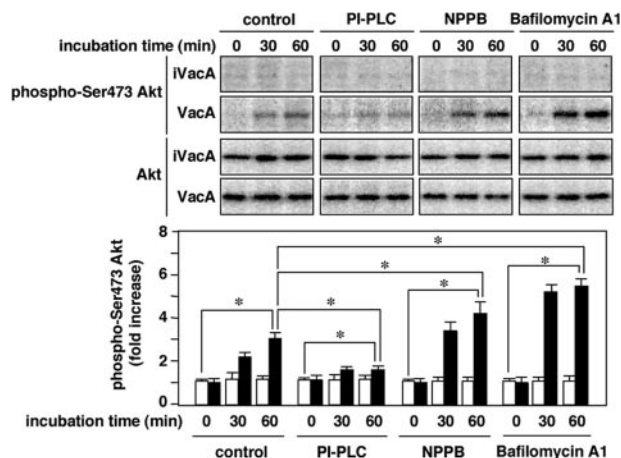 control PI-PLC NPPB Bafilomycin A1
incubation time (min) 0 30 60 0 30 60 0 30 60 0 30 60
phospho-Ser473 Akt
iVacA
VacA
Akt
iVacA
VacA
phospho-Ser473 Akt
(fold increase)
8
6
4
2
0
* * * * * * *
incubation time (min) 0 30 60 0 30 60 0 30 60 0 30 60
control PI-PLC NPPB Bafilomycin A1